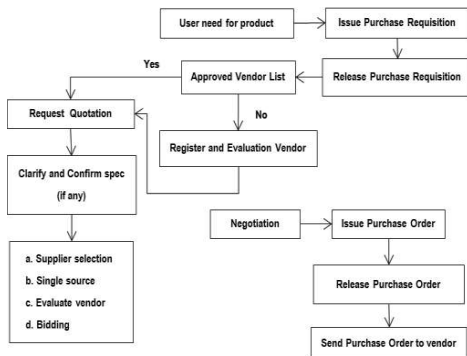 User need for product
Issue Purchase Requisition
Release Purchase Requisition
Approved Vendor List
Yes
No
Request Quotation
Register and Evaluation Vendor
Clarify and Confirm spec
(if any)
a. Supplier selection
b. Single source
c. Evaluate vendor
d. Bidding
Negotiation
Issue Purchase Order
Release Purchase Order
Send Purchase Order to vendor